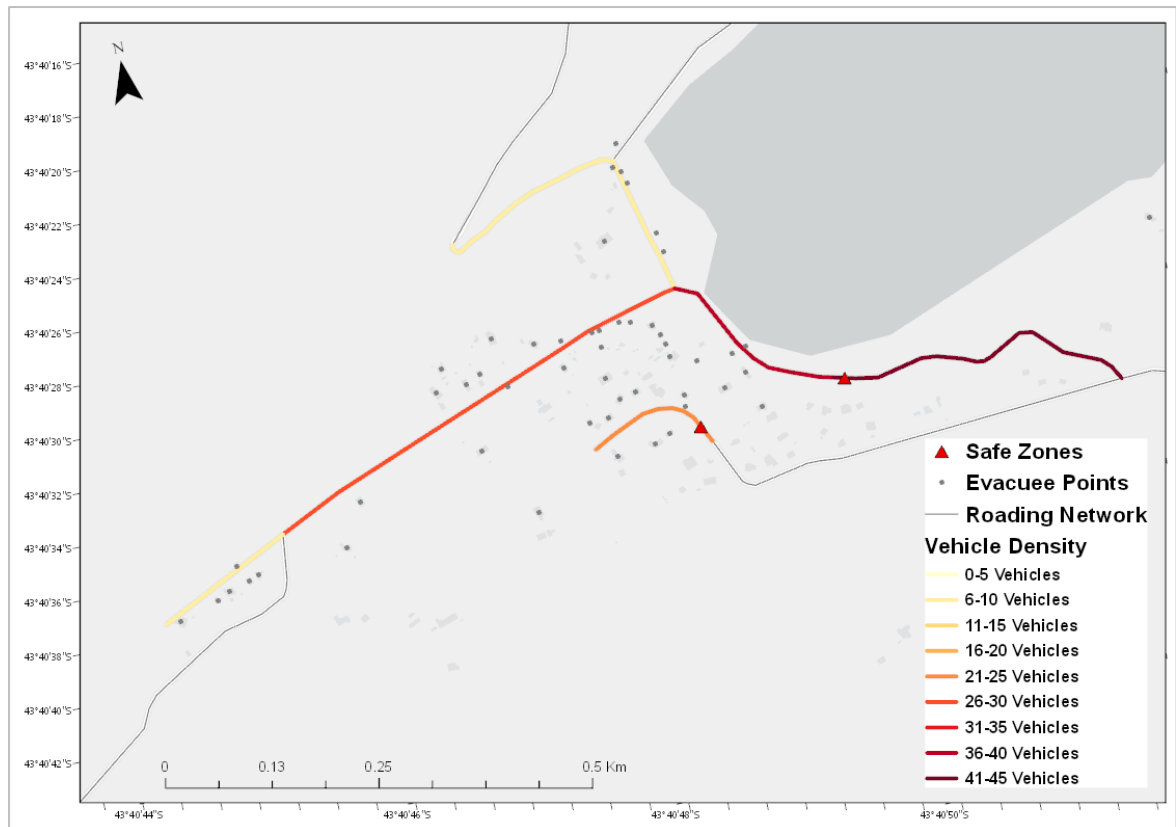 N
43°40'16"S
43°40'18"S
43°40'20"S
43°40'22"S
43°40'24"S
43°40'26"S
43°40'28"S
43°40'30"S
43°40'32"S
43°40'34"S
43°40'36"S
43°40'38"S
43°40'40"S
43°40'42"S
Safe Zones
Evacuee Points
Roading Network
Vehicle Density
0-5 Vehicles
6-10 Vehicles
11-15 Vehicles
16-20 Vehicles
21-25 Vehicles
26-30 Vehicles
31-35 Vehicles
36-40 Vehicles
41-45 Vehicles
0 0.13 0.25 0.5 Km
43°40'44"S 43°40'46"S 43°40'48"S 43°40'50"S